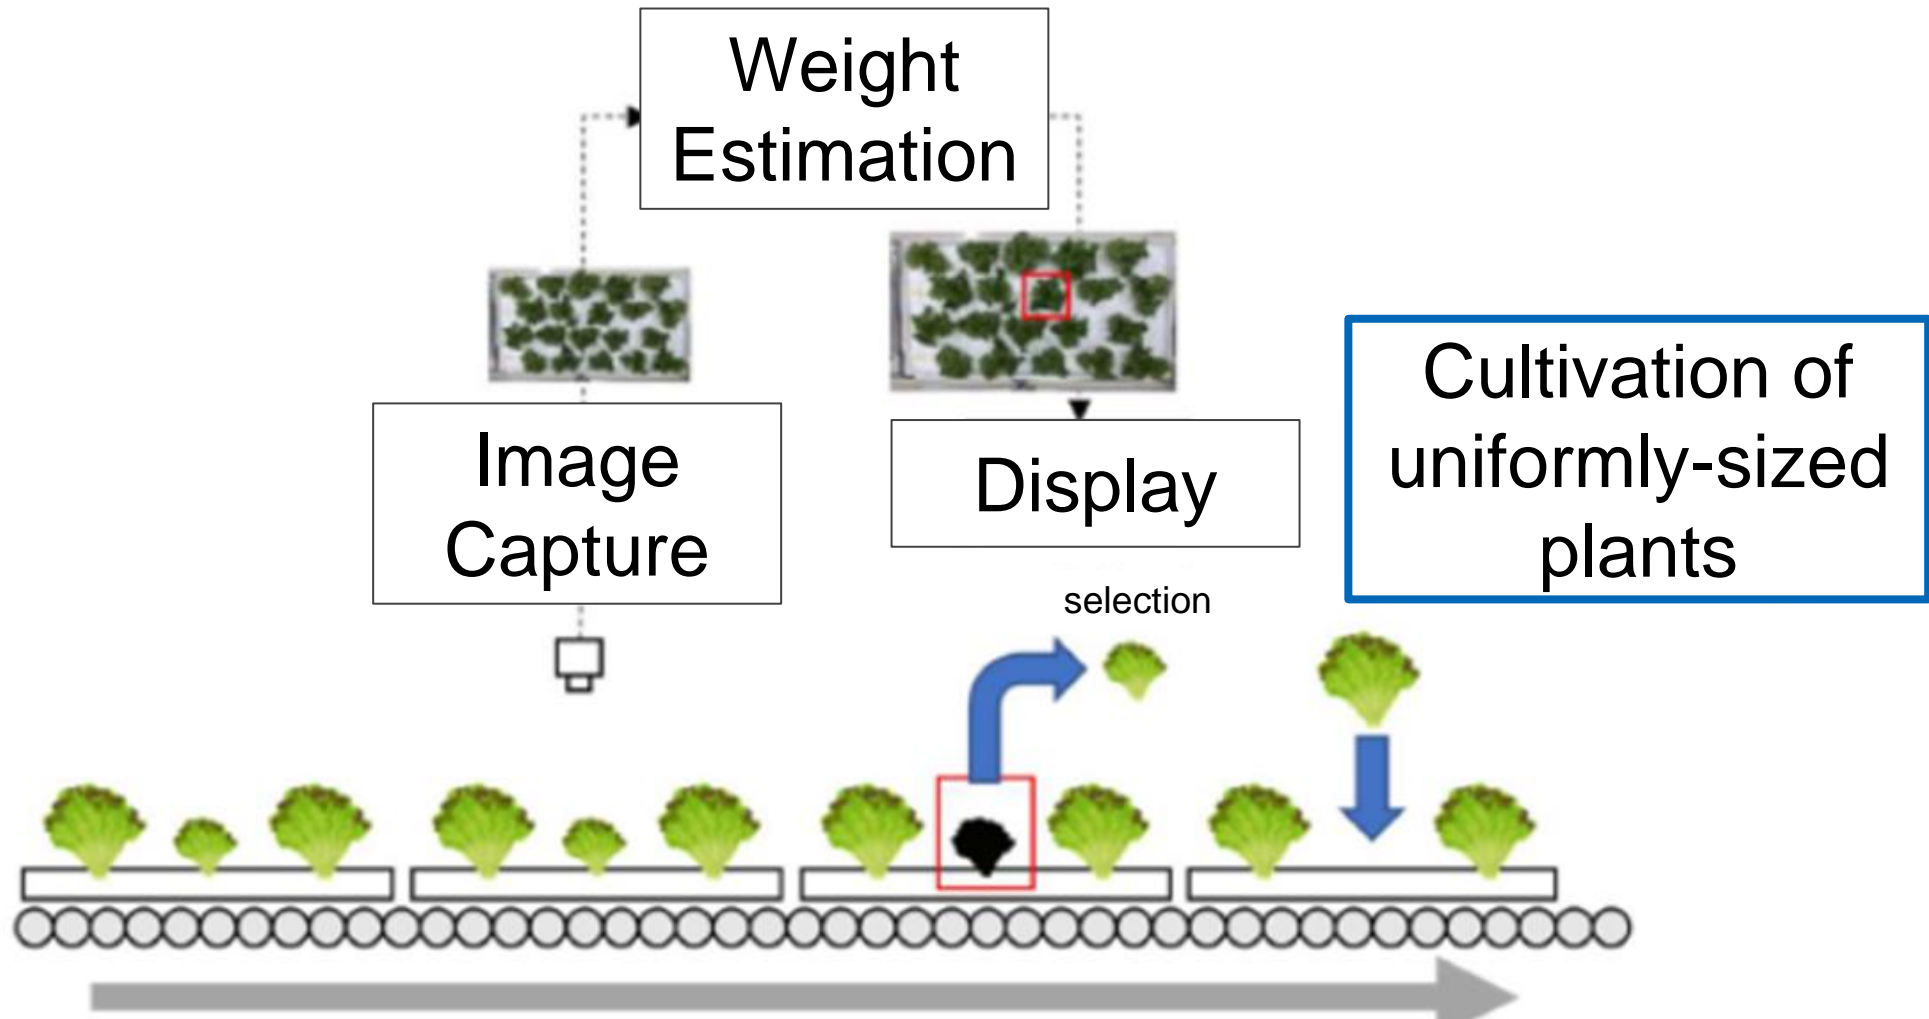 Weight
Estimation
Image
Capture
Display
selection
Cultivation of
uniformly-sized
plants